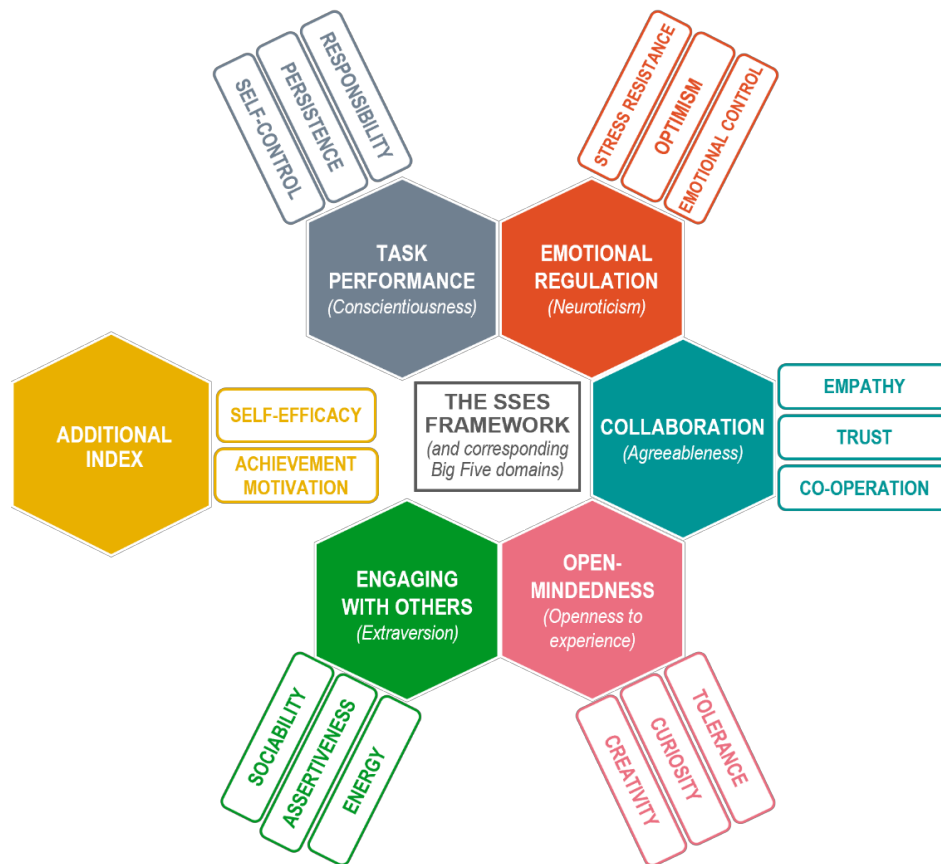 SELF-CONTROL
PERSISTENCE
RESPONSIBILITY
STRESS RESISTANCE
OPTIMISM
EMOTIONAL CONTROL
TASK
PERFORMANCE
(Conscientiousness)
EMOTIONAL
REGULATION
(Neuroticism)
ADDITIONAL
INDEX
SELF-EFFICACY
ACHIEVEMENT
MOTIVATION
THE SSES
FRAMEWORK
(and corresponding
Big Five domains)
COLLABORATION
(Agreeableness)
EMPATHY
TRUST
CO-OPERATION
ENGAGING
WITH OTHERS
(Extraversion)
OPEN-
MINDEDNESS
(Openness to
experience)
SOCIABILITY
ASSERTIVENESS
ENERGY
CREATIVITY
CURIOSITY
TOLERANCE